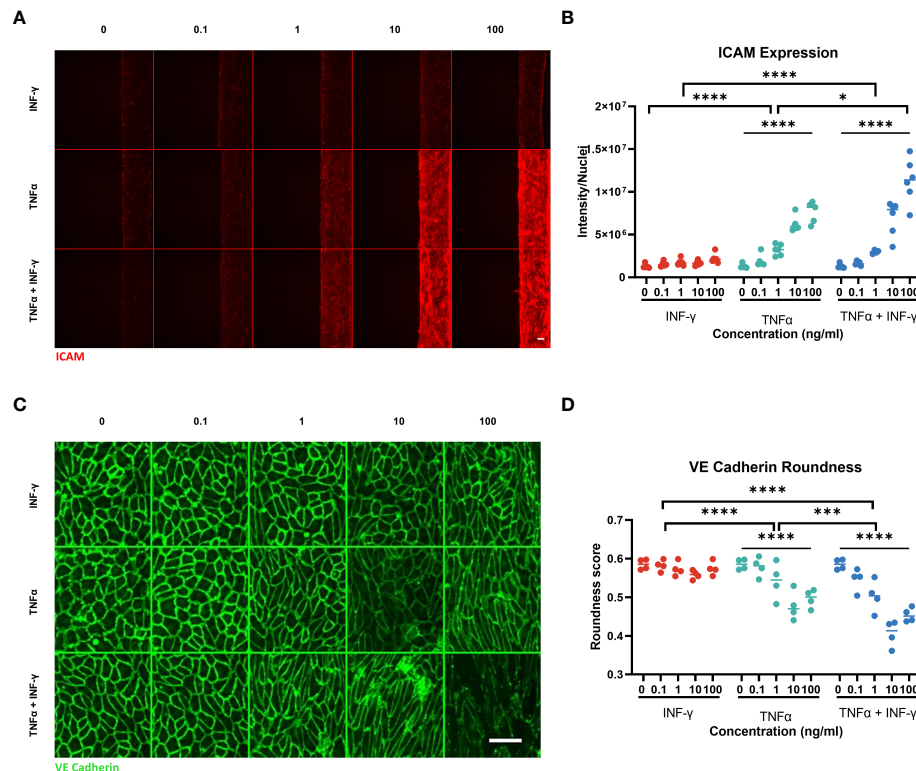 A
0 0.1 1 10 100
INF-γ
TNFα
TNFα + INF-γ
ICAM
B
ICAM Expression
****
**** *
**** ****
2×10⁷
1.5×10⁷
1×10⁷
5×10⁶
0
Intensity/Nuclei
0 0.1 1 10 100 0 0.1 1 10 100 0 0.1 1 10 100
INF-γ TNFα TNFα + INF-γ
Concentration (ng/ml)
C
0 0.1 1 10 100
INF-γ
TNFα
TNFα + INF-γ
VE Cadherin
D
VE Cadherin Roundness
****
**** ***
**** ****
0.7
0.6
0.5
0.4
0.3
Roundness score
0 0.1 1 10 100 0 0.1 1 10 100 0 0.1 1 10 100
INF-γ TNFα TNFα + INF-γ
Concentration (ng/ml)